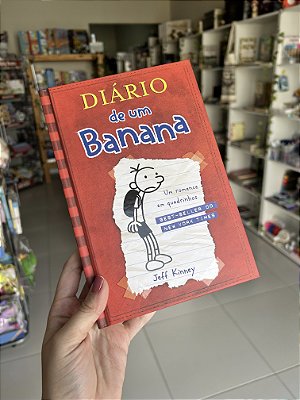 DIÁRIO
de um
Banana
Um romance
em quadrinhos
BEST-SELLER DO
NEW YORK TIMES
Jeff Kinney